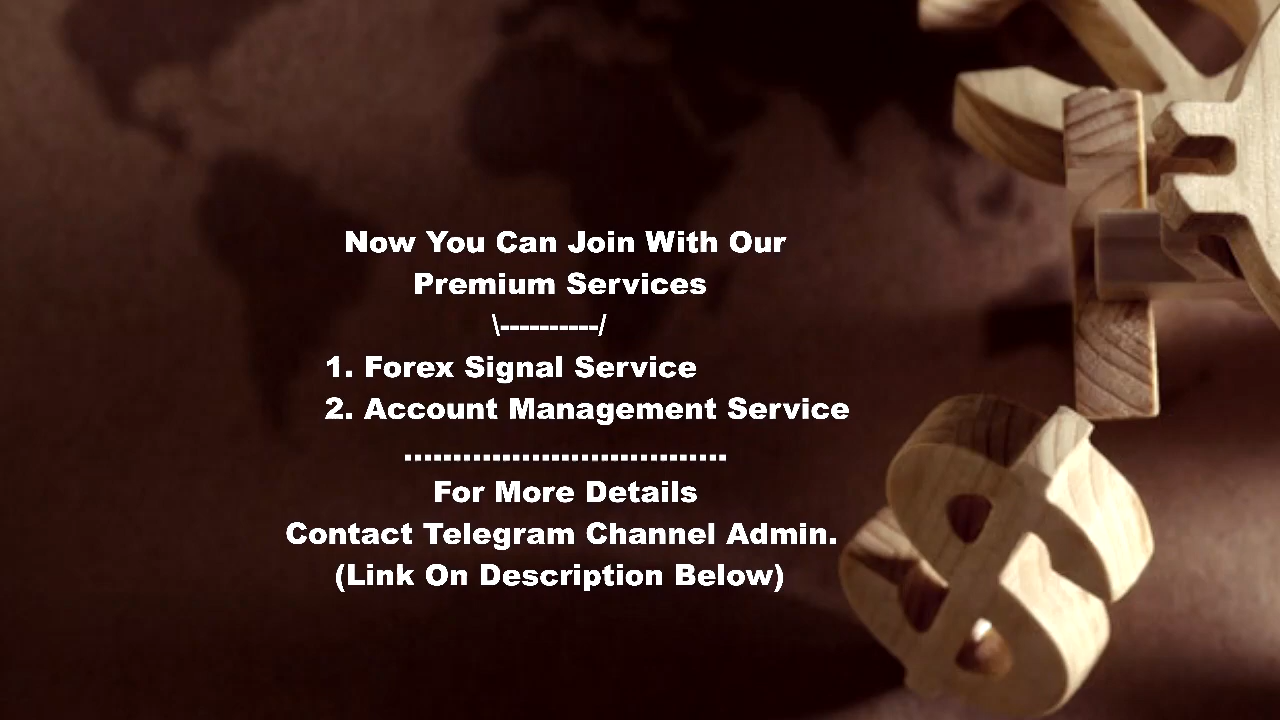 Now You Can Join With Our
Premium Services
\----------/
1. Forex Signal Service
2. Account Management Service
.................................
For More Details
Contact Telegram Channel Admin.
(Link On Description Below)